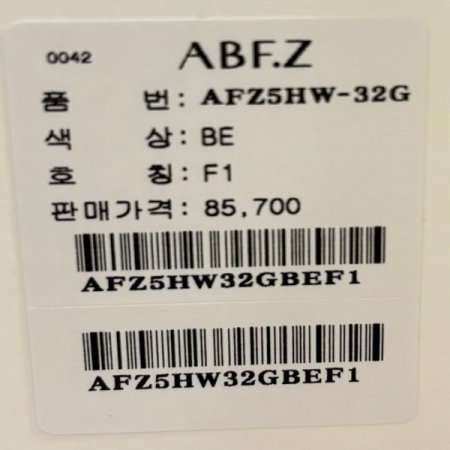 0042 ABF.Z
품 번: AFZ5HW-32G
색 상: BE
호 칭: F1
판매가격: 85,700
AFZ5HW32GBEF1
AFZ5HW32GBEF1